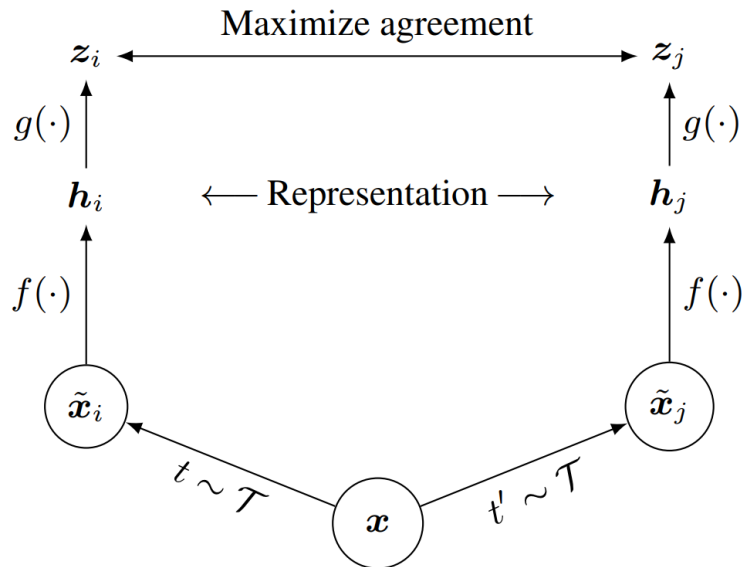 Maximize agreement
z_i z_j
g(·) g(·)
h_i ⟵ Representation ⟶ h_j
f(·) f(·)
x̃_i x̃_j
t ∼ 𝒯 t′ ∼ 𝒯
x